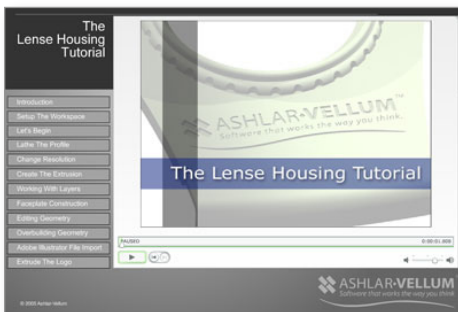 The
Lense Housing
Tutorial
Introduction
Setup The Workspace
Let's Begin
Lathe The Profile
Change Resolution
Create The Extrusion
Working With Layers
Faceplate Construction
Editing Geometry
Overbuilding Geometry
Adobe Illustrator File Import
Extrude The Logo
ASHLAR-VELLUM™
Software that works the way you think.
The Lense Housing Tutorial
PAUSED
ASHLAR-VELLUM
Software that works the way you think